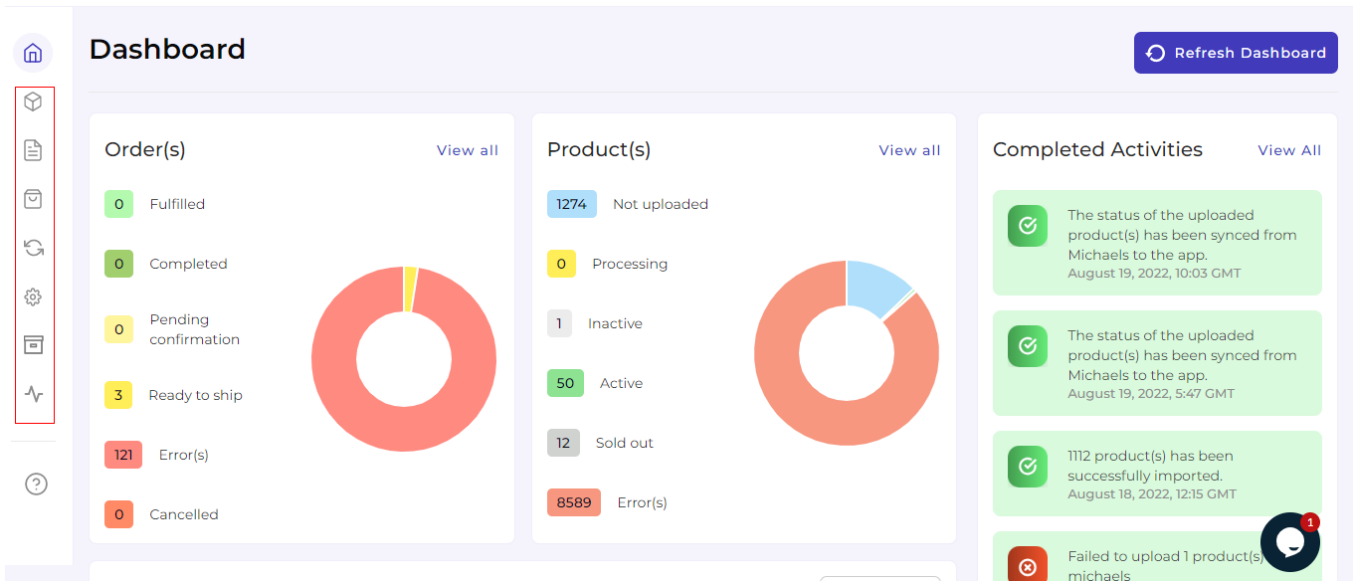 Dashboard
Refresh Dashboard
Order(s)
View all
0 Fulfilled
0 Completed
0 Pending
confirmation
3 Ready to ship
121 Error(s)
0 Cancelled
Product(s)
View all
1274 Not uploaded
0 Processing
1 Inactive
50 Active
12 Sold out
8589 Error(s)
Completed Activities
View All
The status of the uploaded
product(s) has been synced from
Michaels to the app.
August 19, 2022, 10:03 GMT
The status of the uploaded
product(s) has been synced from
Michaels to the app.
August 19, 2022, 5:47 GMT
1112 product(s) has been
successfully imported.
August 18, 2022, 12:15 GMT
Failed to upload 1 product(s)
michaels
1